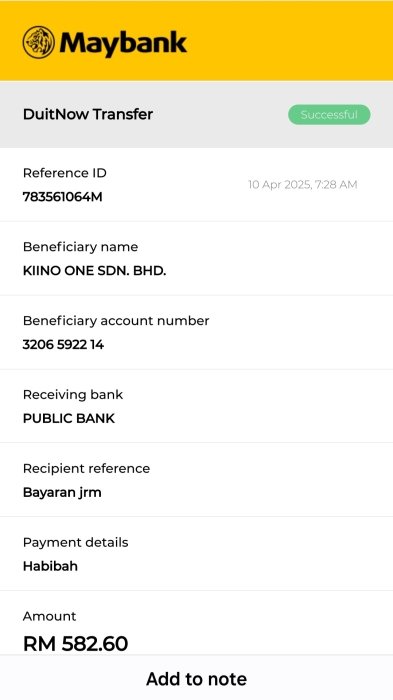 Maybank
DuitNow Transfer
Successful
Reference ID
10 Apr 2025, 7:28 AM
783561064M
Beneficiary name
KIINO ONE SDN. BHD.
Beneficiary account number
3206 5922 14
Receiving bank
PUBLIC BANK
Recipient reference
Bayaran jrm
Payment details
Habibah
Amount
RM 582.60
Add to note